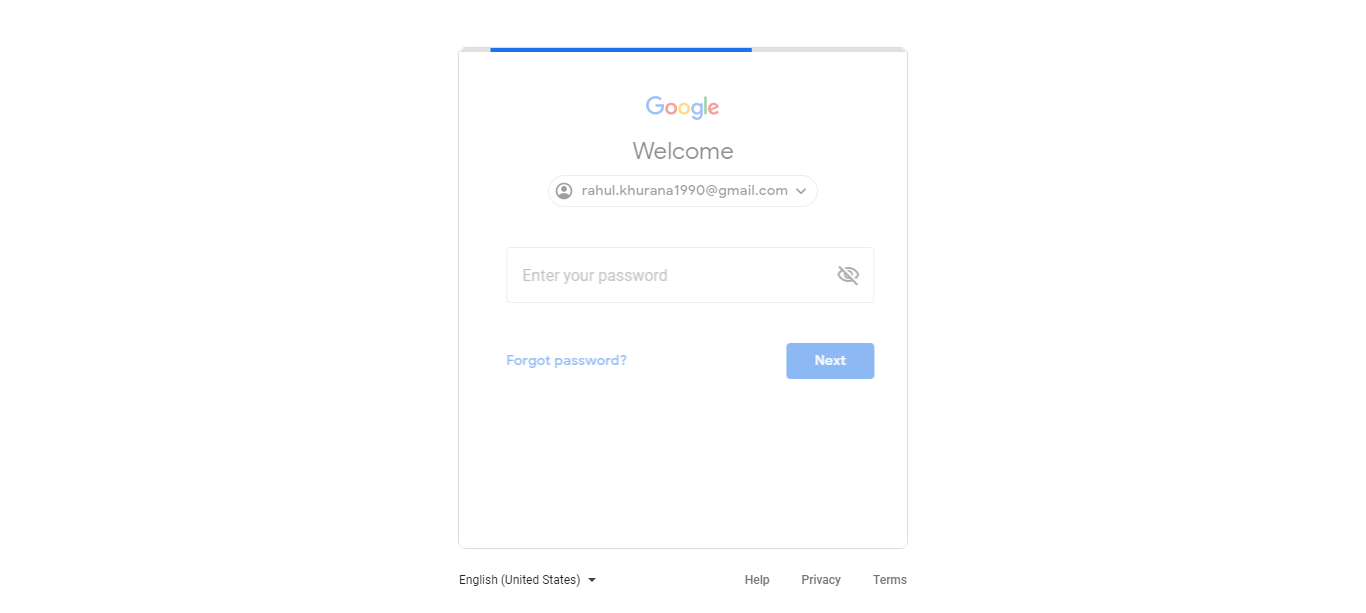 Google
Welcome
rahul.khurana1990@gmail.com
Enter your password
Forgot password? Next
English (United States) Help Privacy Terms